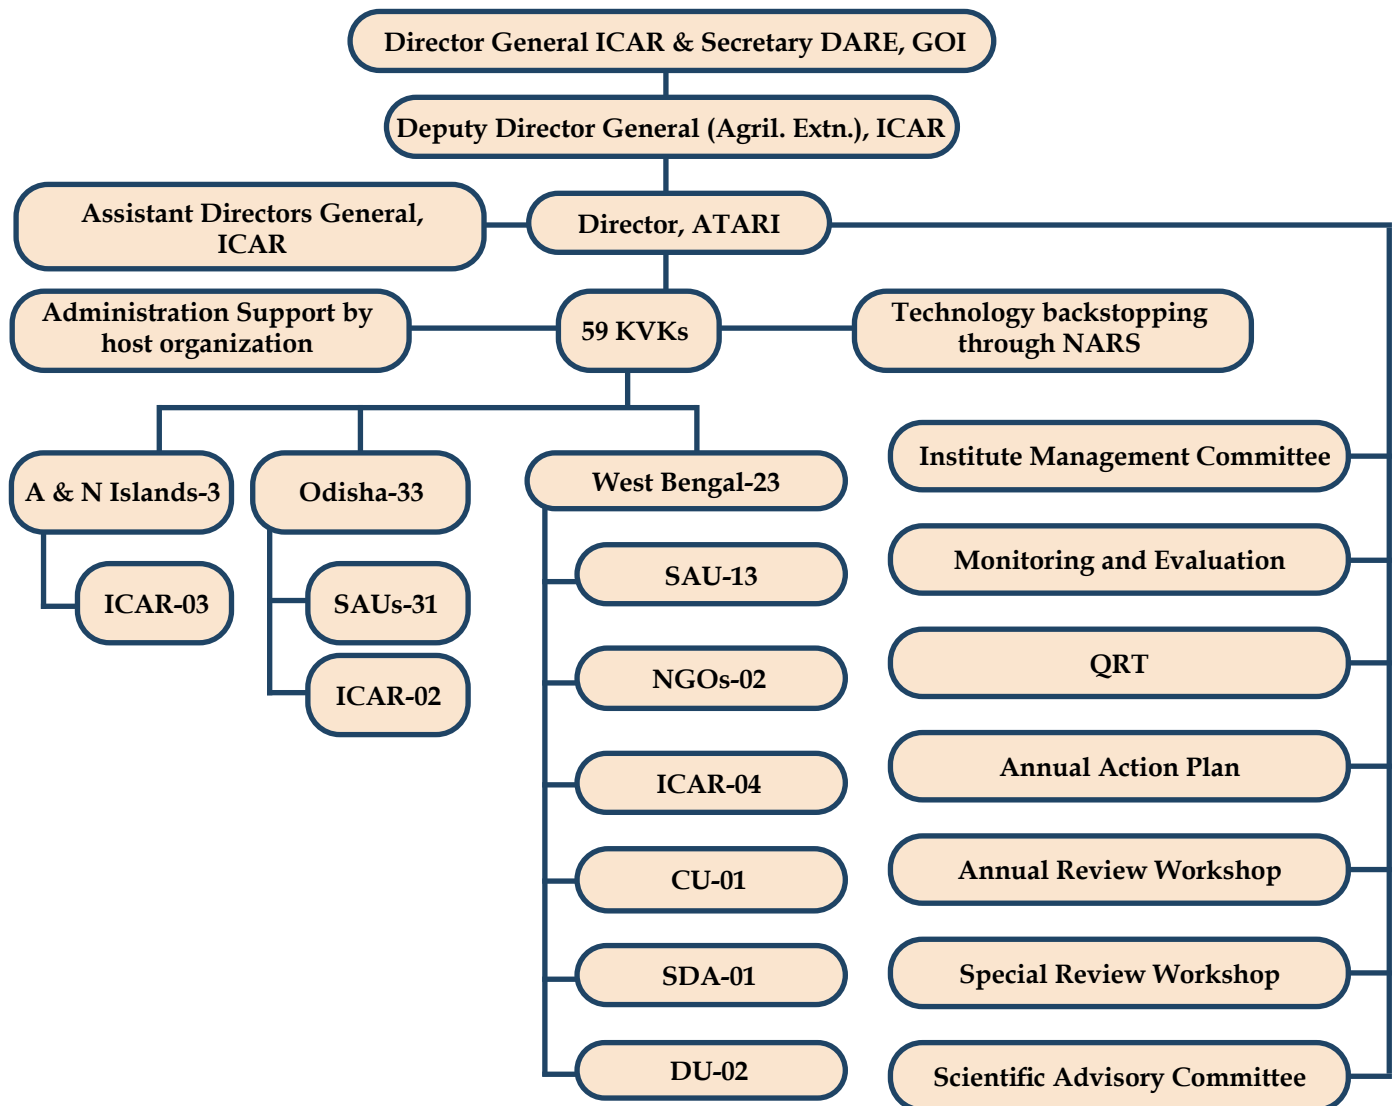 Director General ICAR & Secretary DARE, GOI
Deputy Director General (Agril. Extn.), ICAR
Assistant Directors General,
ICAR
Director, ATARI
Administration Support by
host organization
59 KVKs
Technology backstopping
through NARS
A & N Islands-3
ICAR-03
Odisha-33
SAUs-31
ICAR-02
West Bengal-23
SAU-13
NGOs-02
ICAR-04
CU-01
SDA-01
DU-02
Institute Management Committee
Monitoring and Evaluation
QRT
Annual Action Plan
Annual Review Workshop
Special Review Workshop
Scientific Advisory Committee